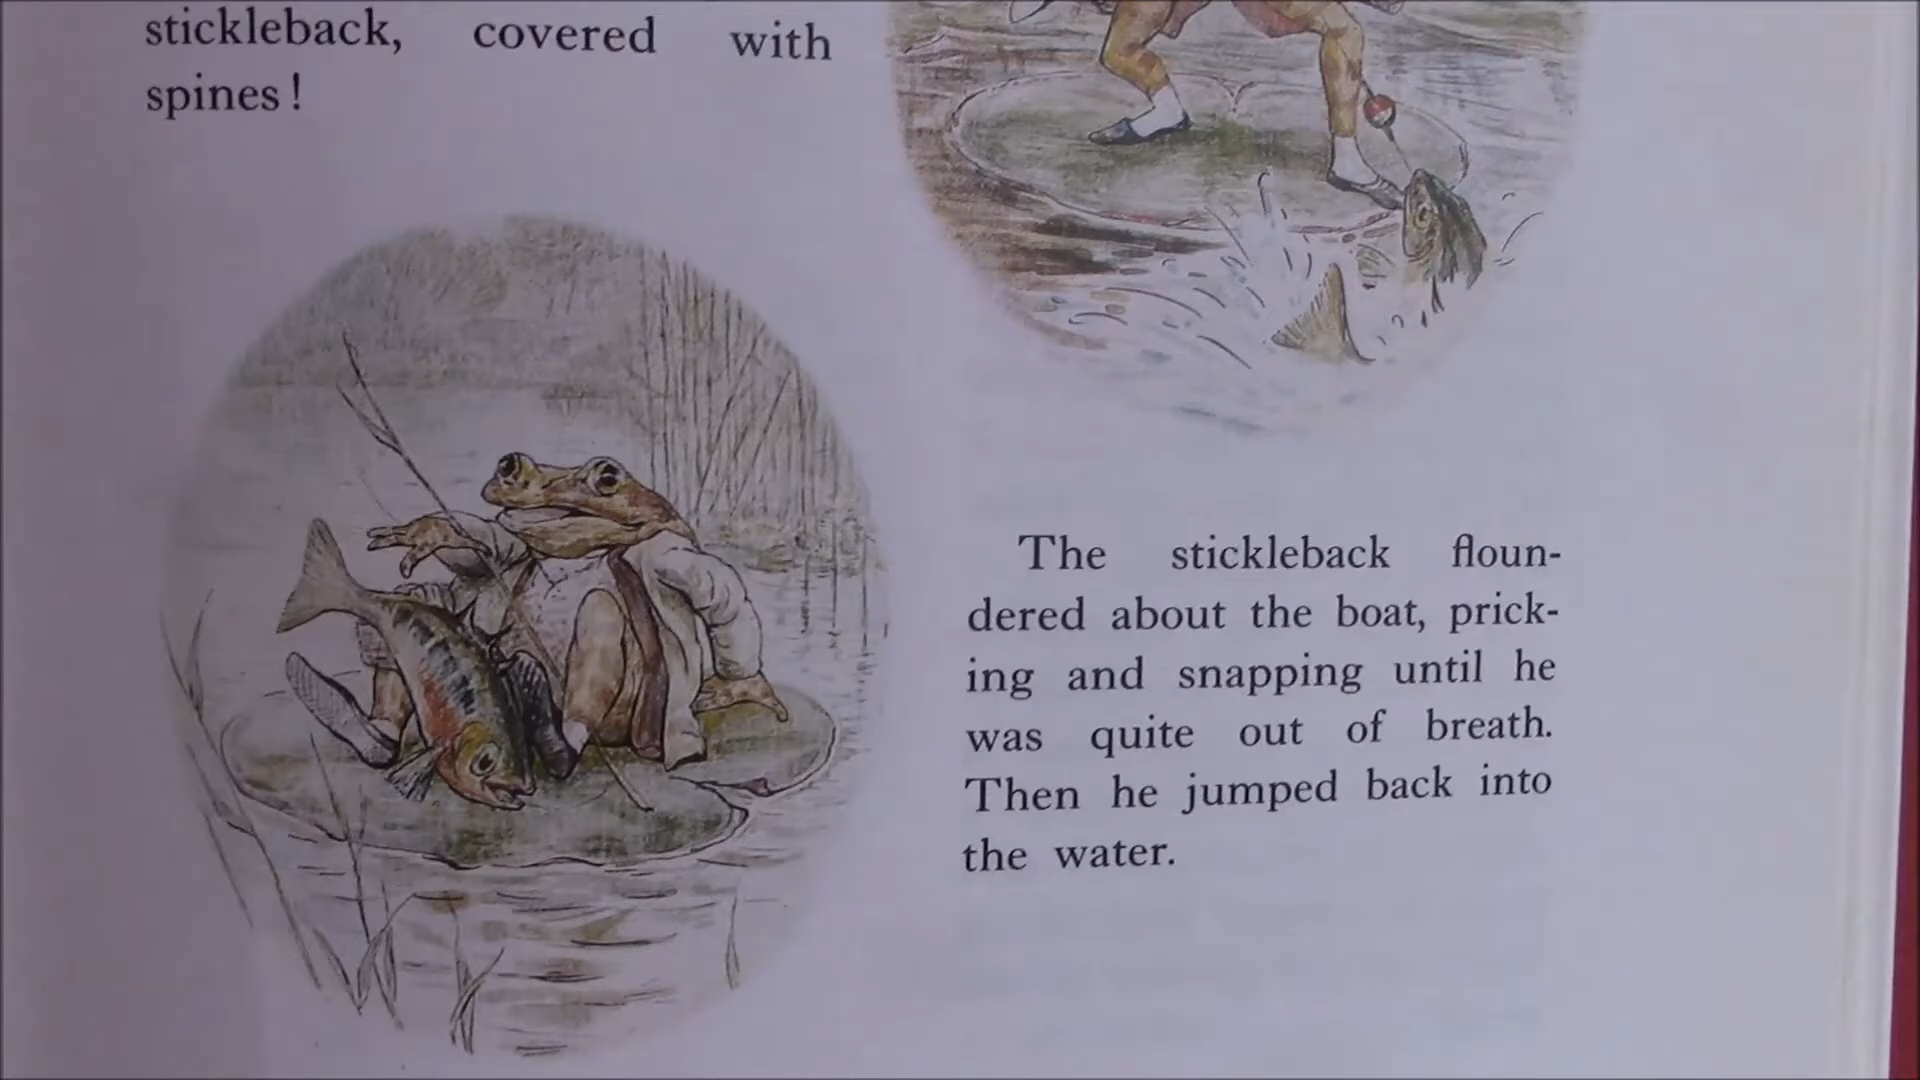 stickleback, covered with
spines!
The stickleback floun-
dered about the boat, prick-
ing and snapping until he
was quite out of breath.
Then he jumped back into
the water.